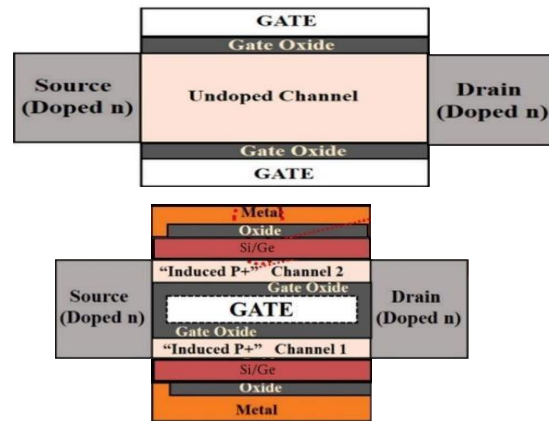 GATE
Gate Oxide
Source
(Doped n)
Undoped Channel
Drain
(Doped n)
Gate Oxide
GATE
Metal
Oxide
Si/Ge
“Induced P+” Channel 2
Gate Oxide
Source
(Doped n)
GATE
Drain
(Doped n)
Gate Oxide
“Induced P+” Channel 1
Si/Ge
Oxide
Metal